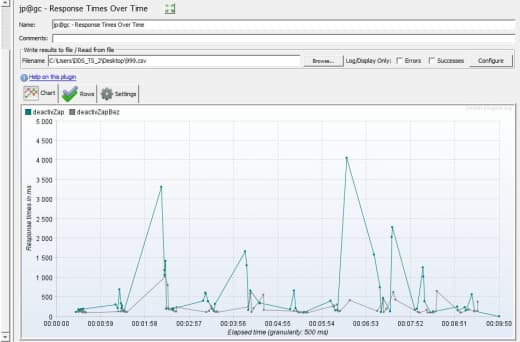 jp@gc - Response Times Over Time
Name: jp@gc - Response Times Over Time
Comments:
Write results to file / Read from file
Filename C:\Users\DDS_TS_2\Desktop\999.csv Browse... Log/Display Only: Errors Successes Configure
Help on this plugin
Chart Rows Settings
deactivZap deactivZapBez
5 000
4 500
4 000
3 500
3 000
2 500
2 000
1 500
1 000
500
0
Response times in ms
00:00:00 00:00:59 00:01:58 00:02:57 00:03:56 00:04:55 00:05:54 00:06:53 00:07:52 00:08:51 00:09:50
Elapsed time (granularity: 500 ms)